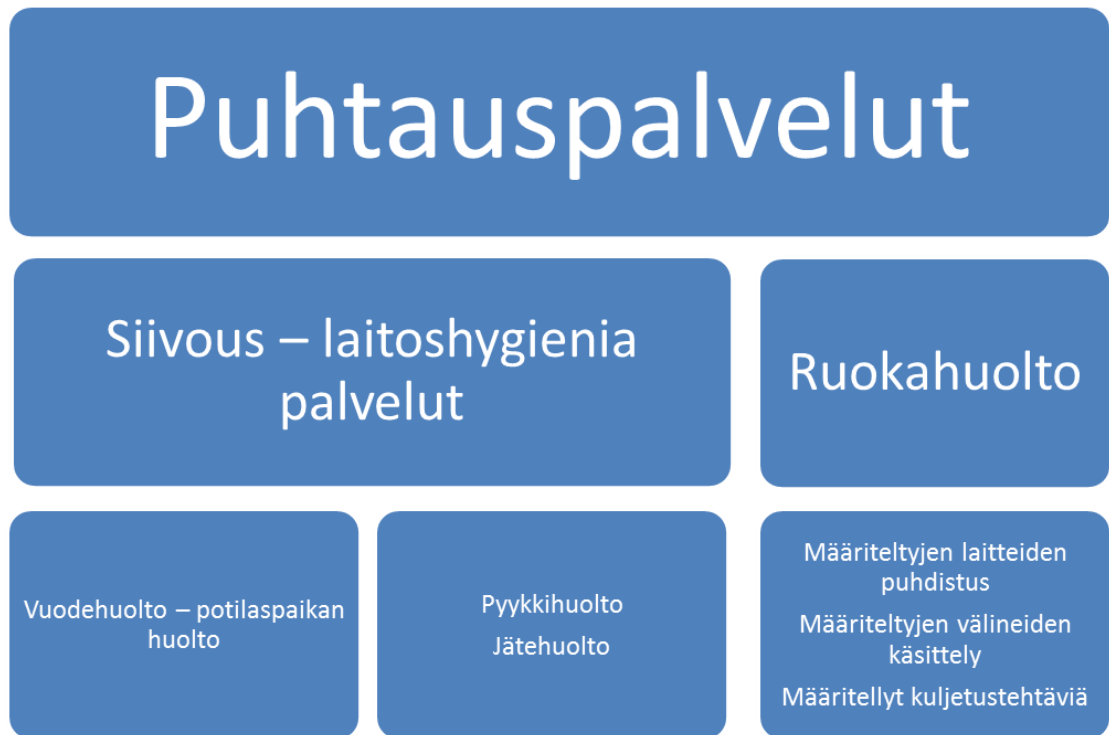 Puhtauspalvelut
Siivous – laitoshygienia
palvelut
Ruokahuolto
Vuodehuolto – potilaspaikan
huolto
Pyykkihuolto
Jätehuolto
Määriteltyjen laitteiden
puhdistus
Määriteltyjen välineiden
käsittely
Määritellyt kuljetustehtäviä